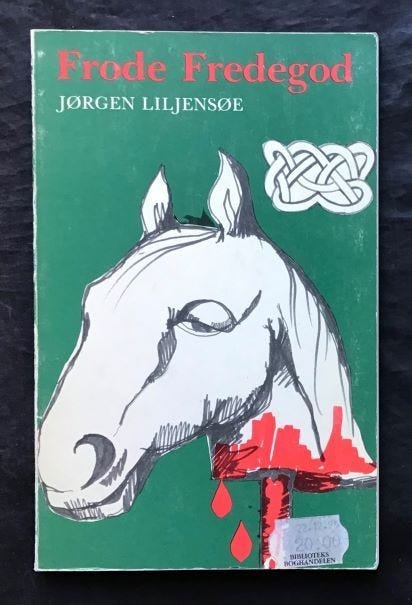 Frode Fredegod
JØRGEN LILJENSØE
20.00
BIBLIOTEKS
BOGHANDELEN